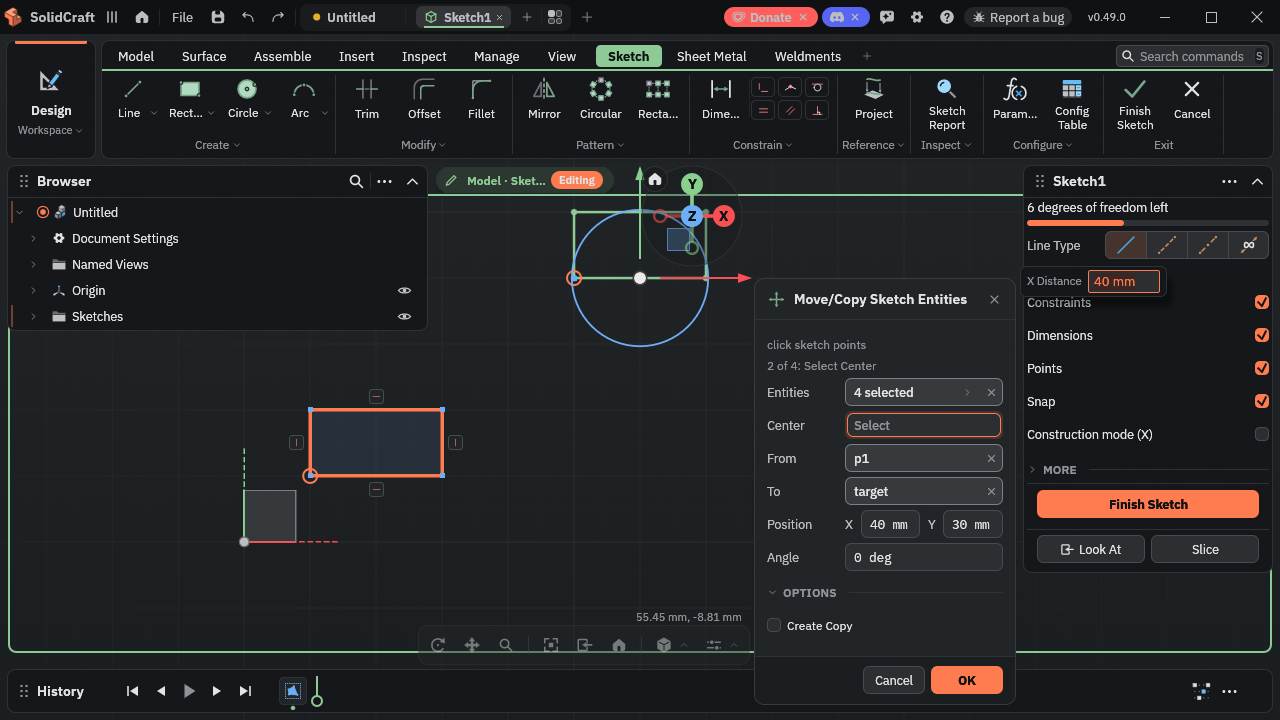 SolidCraft
File
Untitled
Sketch1
Donate
Report a bug
v0.49.0
Design
Workspace
Model
Surface
Assemble
Insert
Inspect
Manage
View
Sketch
Sheet Metal
Weldments
Search commands
S
Line
Rect...
Circle
Arc
Create
Trim
Offset
Fillet
Modify
Mirror
Circular
Recta...
Pattern
Dime...
Constrain
Project
Reference
Sketch Report
Inspect
Param...
Config Table
Configure
Finish Sketch
Cancel
Exit
Browser
Untitled
Document Settings
Named Views
Origin
Sketches
Model · Sket...
Editing
Y
Z
X
Sketch1
6 degrees of freedom left
Line Type
X Distance
40 mm
Constraints
Dimensions
Points
Snap
Construction mode (X)
MORE
Finish Sketch
Look At
Slice
Move/Copy Sketch Entities
click sketch points
2 of 4: Select Center
Entities
4 selected
Center
Select
From
p1
To
target
Position
X
40 mm
Y
30 mm
Angle
0 deg
OPTIONS
Create Copy
Cancel
OK
55.45 mm, -8.81 mm
History